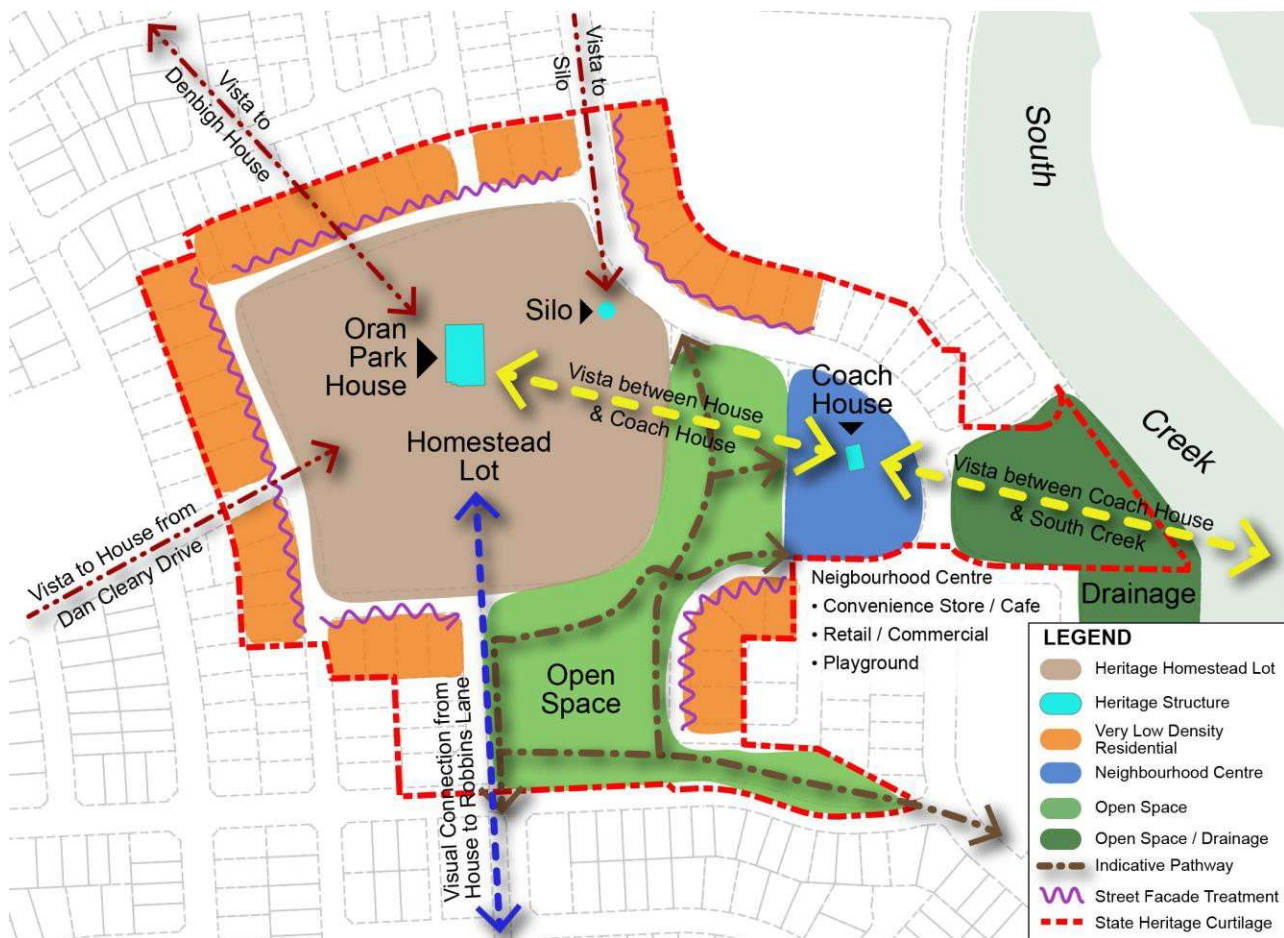 Vista to
Denbigh House
Vista to
Silo
South
Creek
Oran
Park
House
Silo
Homestead
Lot
Vista between House
& Coach House
Coach
House
Vista between Coach House
& South Creek
Vista to House from
Dan Cleary Drive
Visual Connection from
House to Robbins Lane
Open
Space
Drainage
Neigbourhood Centre
• Convenience Store / Cafe
• Retail / Commercial
• Playground
LEGEND
Heritage Homestead Lot
Heritage Structure
Very Low Density
Residential
Neighbourhood Centre
Open Space
Open Space / Drainage
Indicative Pathway
Street Facade Treatment
State Heritage Curtilage